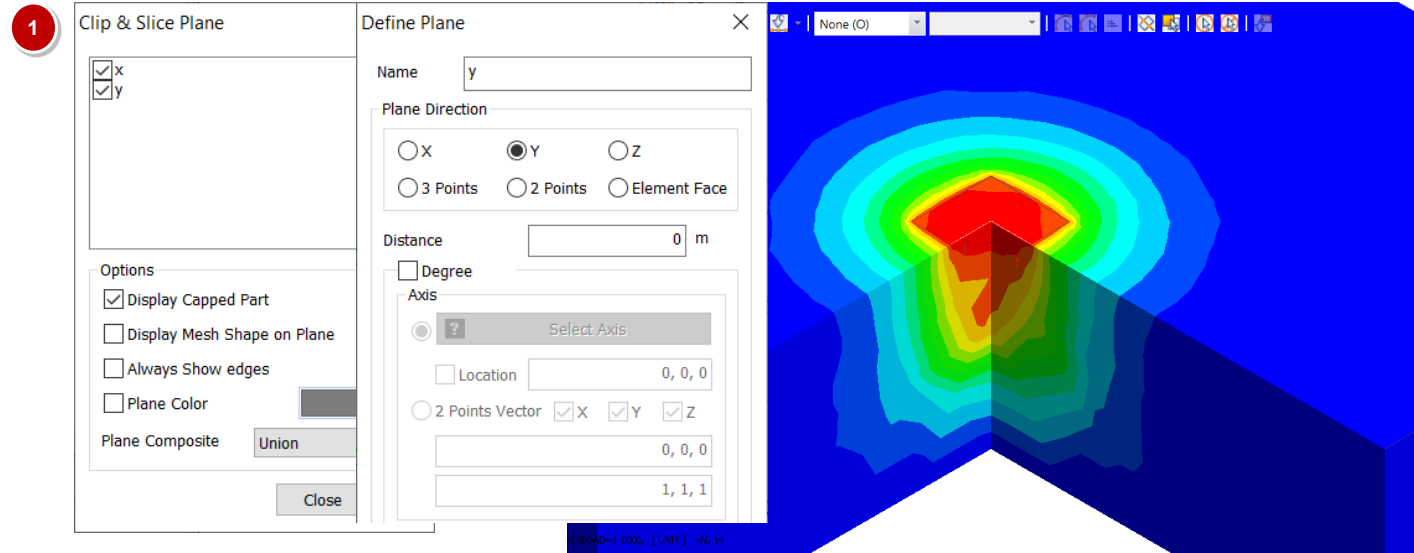 1
Clip & Slice Plane
x
y
Options
Display Capped Part
Display Mesh Shape on Plane
Always Show edges
Plane Color
Plane Composite Union
Close
Define Plane
Name y
Plane Direction
X Y Z
3 Points 2 Points Element Face
Distance 0 m
Degree
Axis
? Select Axis
Location 0, 0, 0
2 Points Vector X Y Z
0, 0, 0
1, 1, 1
None (O)
[UNIT] kN, m